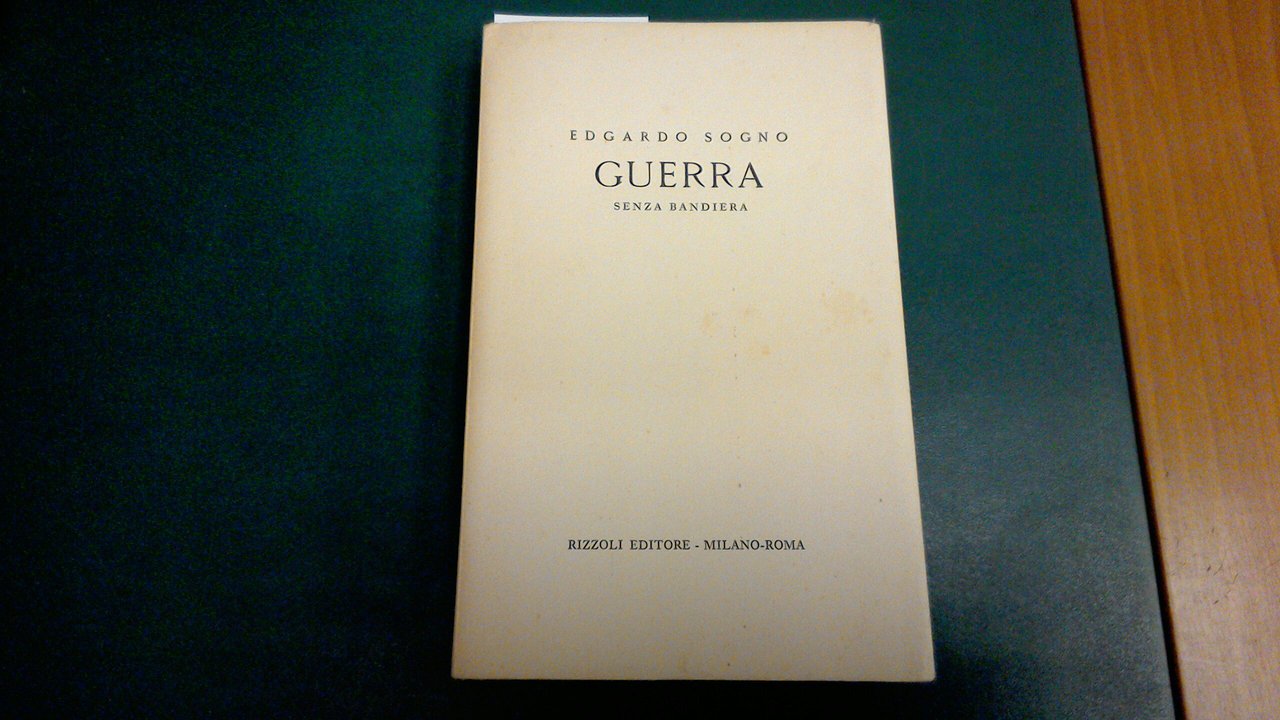 EDGARDO SOGNO
GUERRA
SENZA BANDIERA
RIZZOLI EDITORE - MILANO-ROMA